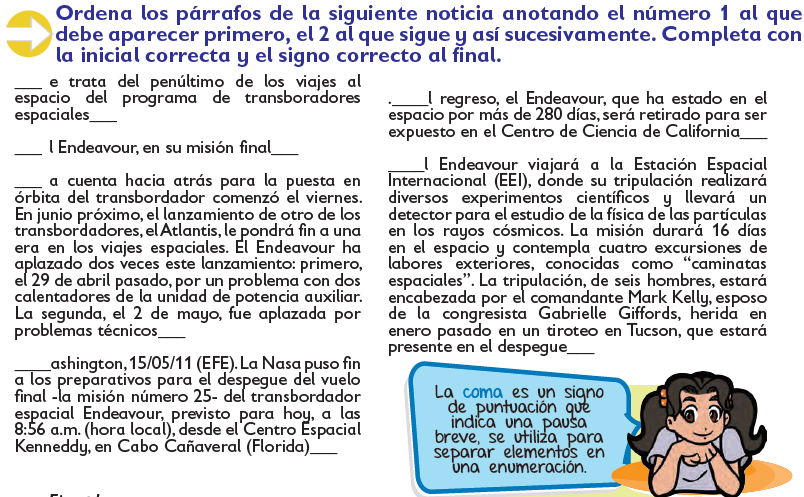 Ordena los párrafos de la siguiente noticia anotando el número 1 al que
debe aparecer primero, el 2 al que sigue y así sucesivamente. Completa con
la inicial correcta y el signo correcto al final.
___ e trata del penúltimo de los viajes al
espacio del programa de transboradores
espaciales___
___ l Endeavour, en su misión final___
___ a cuenta hacia atrás para la puesta en
órbita del transbordador comenzó el viernes.
En junio próximo, el lanzamiento de otro de los
transbordadores, el Atlantis, le pondrá fin a una
era en los viajes espaciales. El Endeavour ha
aplazado dos veces este lanzamiento: primero,
el 29 de abril pasado, por un problema con dos
calentadores de la unidad de potencia auxiliar.
La segunda, el 2 de mayo, fue aplazada por
problemas técnicos___
____ashington, 15/05/11 (EFE). La Nasa puso fin
a los preparativos para el despegue del vuelo
final -la misión número 25- del transbordador
espacial Endeavour, previsto para hoy, a las
8:56 a.m. (hora local), desde el Centro Espacial
Kenneddy, en Cabo Cañaveral (Florida)___
.____l regreso, el Endeavour, que ha estado en el
espacio por más de 280 días, será retirado para ser
expuesto en el Centro de Ciencia de California___
____l Endeavour viajará a la Estación Espacial
Internacional (EEI), donde su tripulación realizará
diversos experimentos científicos y llevará un
detector para el estudio de la física de las partículas
en los rayos cósmicos. La misión durará 16 días
en el espacio y contempla cuatro excursiones de
labores exteriores, conocidas como “caminatas
espaciales”. La tripulación, de seis hombres, estará
encabezada por el comandante Mark Kelly, esposo
de la congresista Gabrielle Giffords, herida en
enero pasado en un tiroteo en Tucson, que estará
presente en el despegue___
La coma es un signo
de puntuación que
indica una pausa
breve, se utiliza para
separar elementos en
una enumeración.